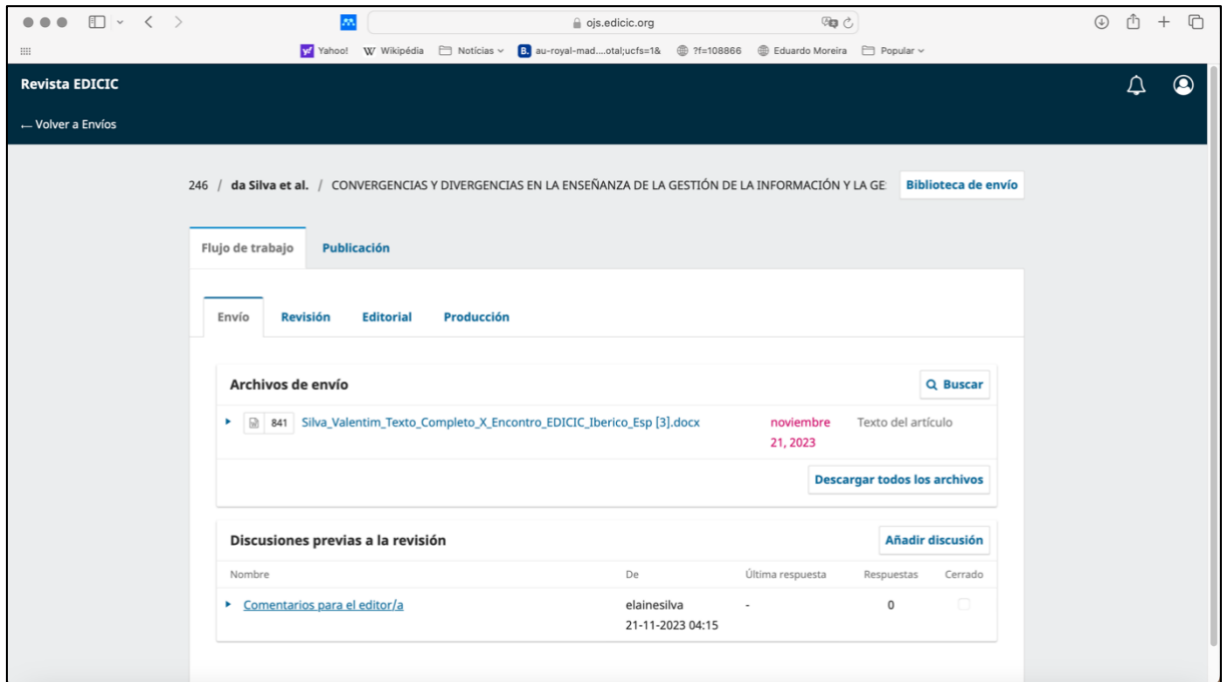 ojs.edicic.org
Yahoo! W Wikipédia Notícias B. au-royal-mad....otal;ucfs=1& ?f=108866 Eduardo Moreira Popular
Revista EDICIC
← Volver a Envíos
246 / da Silva et al. / CONVERGENCIAS Y DIVERGENCIAS EN LA ENSEÑANZA DE LA GESTIÓN DE LA INFORMACIÓN Y LA GE Biblioteca de envío
Flujo de trabajo Publicación
Envío Revisión Editorial Producción
Archivos de envío Buscar
841 Silva_Valentim_Texto_Completo_X_Encontro_EDICIC_Iberico_Esp [3].docx noviembre Texto del artículo
21, 2023
Descargar todos los archivos
Discusiones previas a la revisión Añadir discusión
Nombre De Última respuesta Respuestas Cerrado
Comentarios para el editor/a elainesilva - 0
21-11-2023 04:15